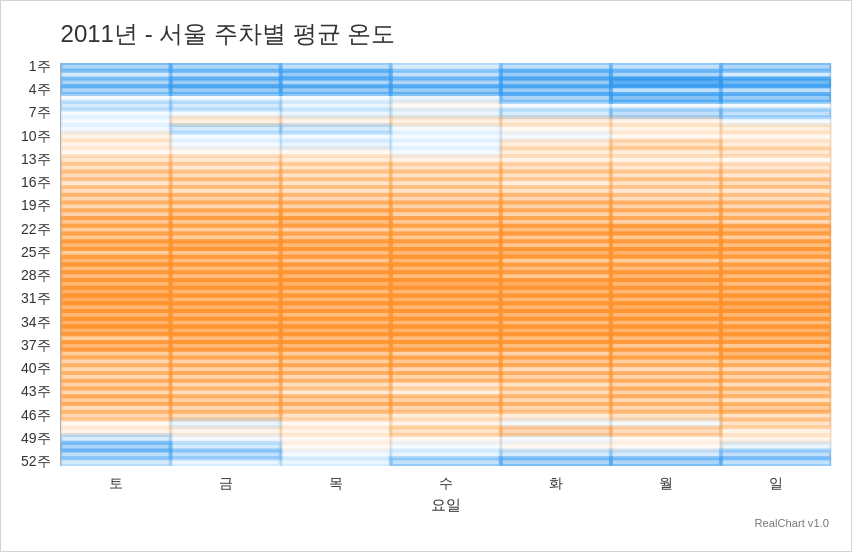 2011년 - 서울 주차별 평균 온도
1주
4주
7주
10주
13주
16주
19주
22주
25주
28주
31주
34주
37주
40주
43주
46주
49주
52주
토 금 목 수 화 월 일
요일
RealChart v1.0